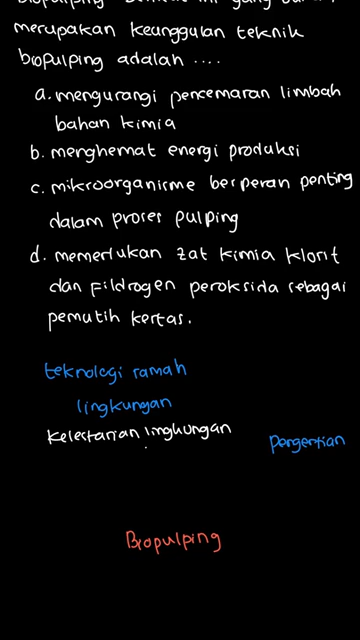 merupakan keunggulan teknik
biopulping adalah ....
a. mengurangi pencemaran limbah
bahan kimia
b. menghemat energi produksi
c. mikroorganisme berperan penting
dalam proses pulping
d. memerlukan zat kimia klorit
dan fildrogen peroksida sebagai
pemutih kertas.
teknologi ramah
lingkungan
kelestarian lingkungan
pengertian
Biopulping